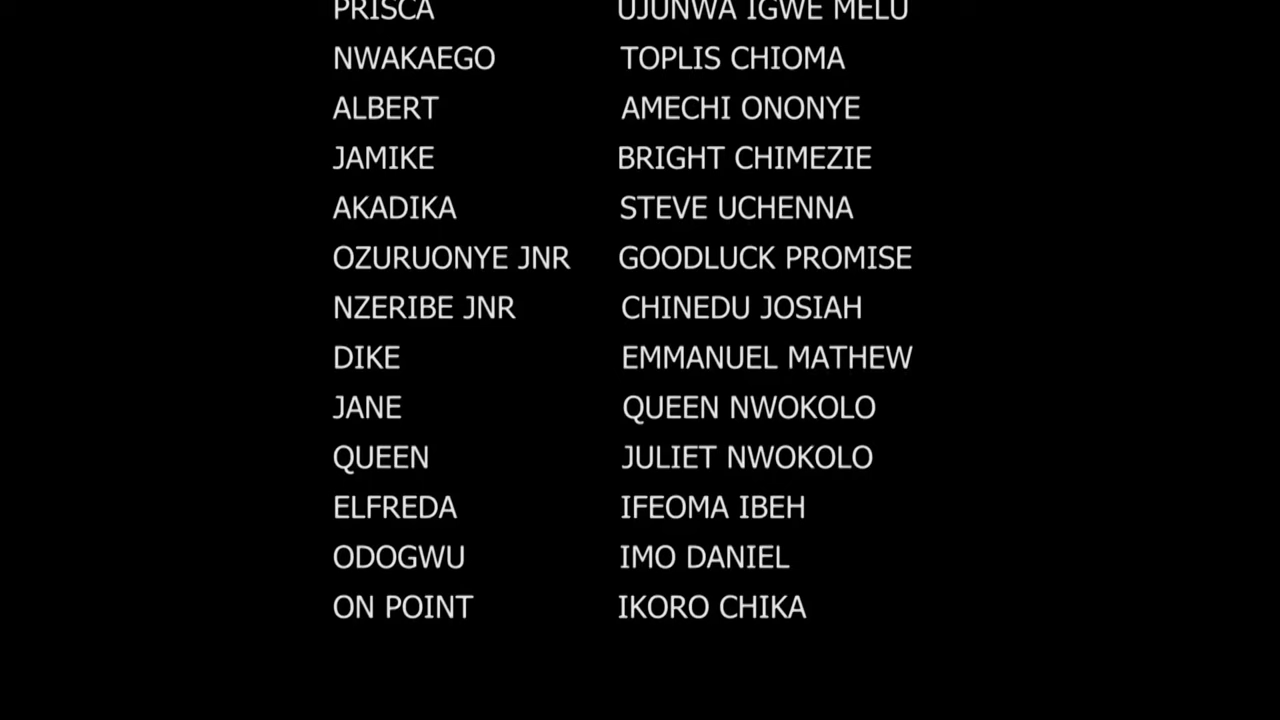 PRISCA UJUNWA IGWE MELU
NWAKAEGO TOPLIS CHIOMA
ALBERT AMECHI ONONYE
JAMIKE BRIGHT CHIMEZIE
AKADIKA STEVE UCHENNA
OZURUONYE JNR GOODLUCK PROMISE
NZERIBE JNR CHINEDU JOSIAH
DIKE EMMANUEL MATHEW
JANE QUEEN NWOKOLO
QUEEN JULIET NWOKOLO
ELFREDA IFEOMA IBEH
ODOGWU IMO DANIEL
ON POINT IKORO CHIKA